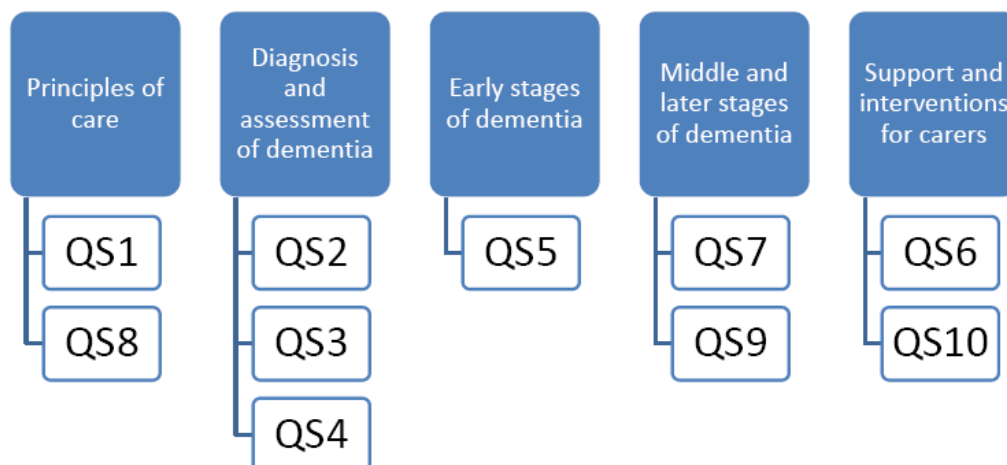 Principles of
care
QS1
QS8
Diagnosis
and
assessment
of dementia
QS2
QS3
QS4
Early stages
of dementia
QS5
Middle and
later stages
of dementia
QS7
QS9
Support and
interventions
for carers
QS6
QS10